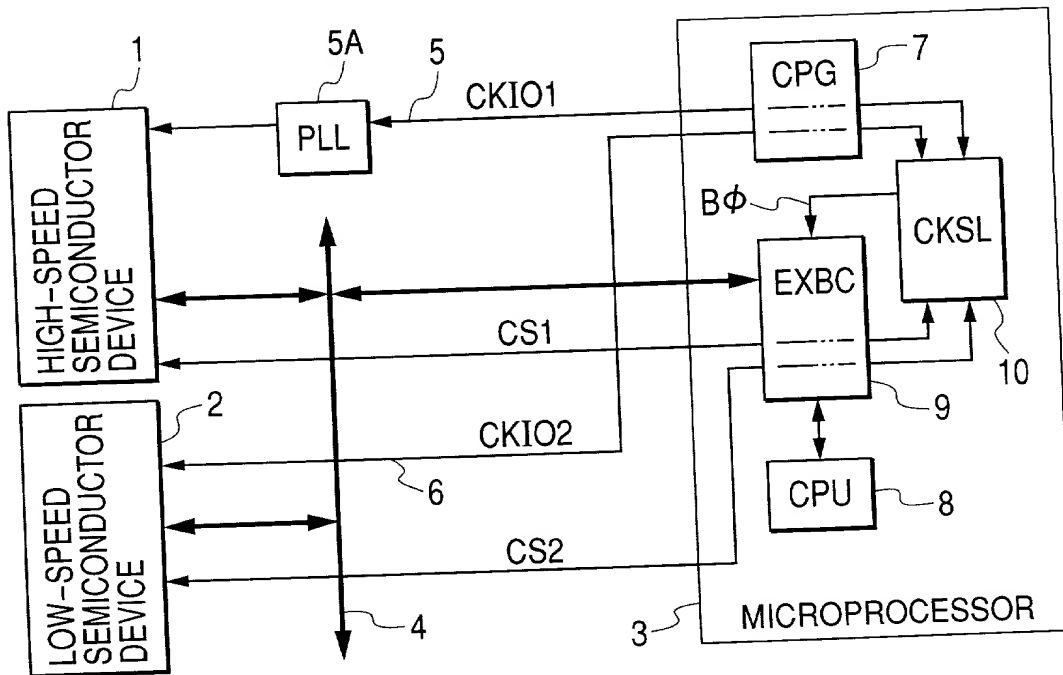 1
5A
5
CKIO1
CPG
7
PLL
HIGH-SPEED
SEMICONDUCTOR
DEVICE
BΦ
CKSL
EXBC
10
CS1
9
2
CKIO2
6
CPU
8
LOW-SPEED
SEMICONDUCTOR
DEVICE
CS2
4
3
MICROPROCESSOR